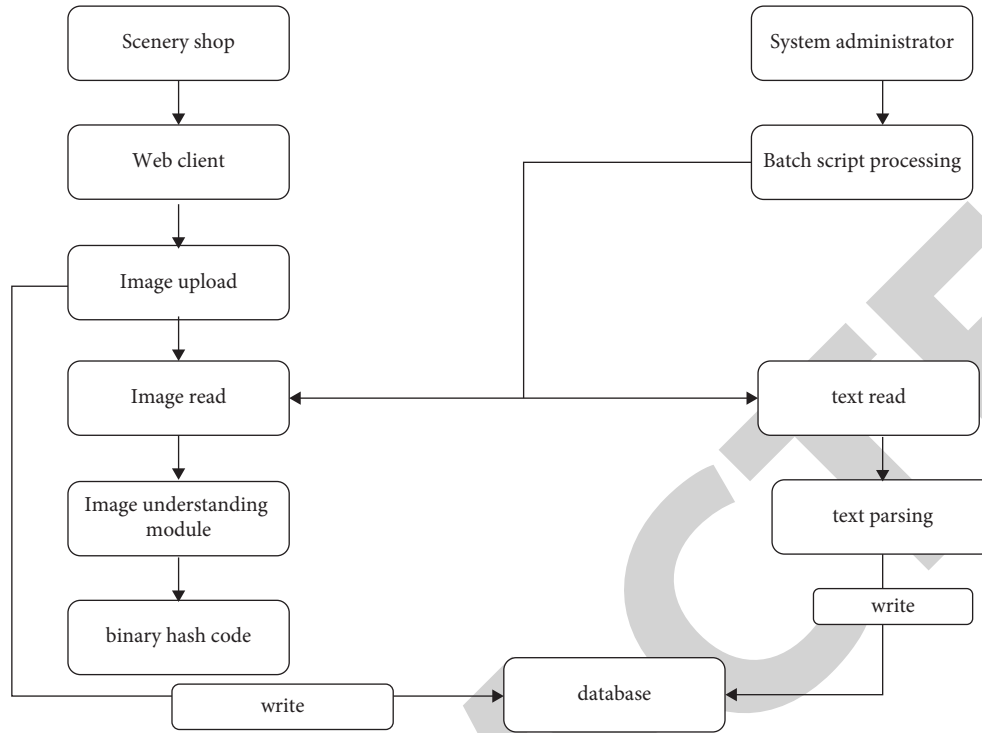 Scenery shop
System administrator
Web client
Batch script processing
Image upload
Image read
text read
Image understanding
module
text parsing
binary hash code
write
write
database